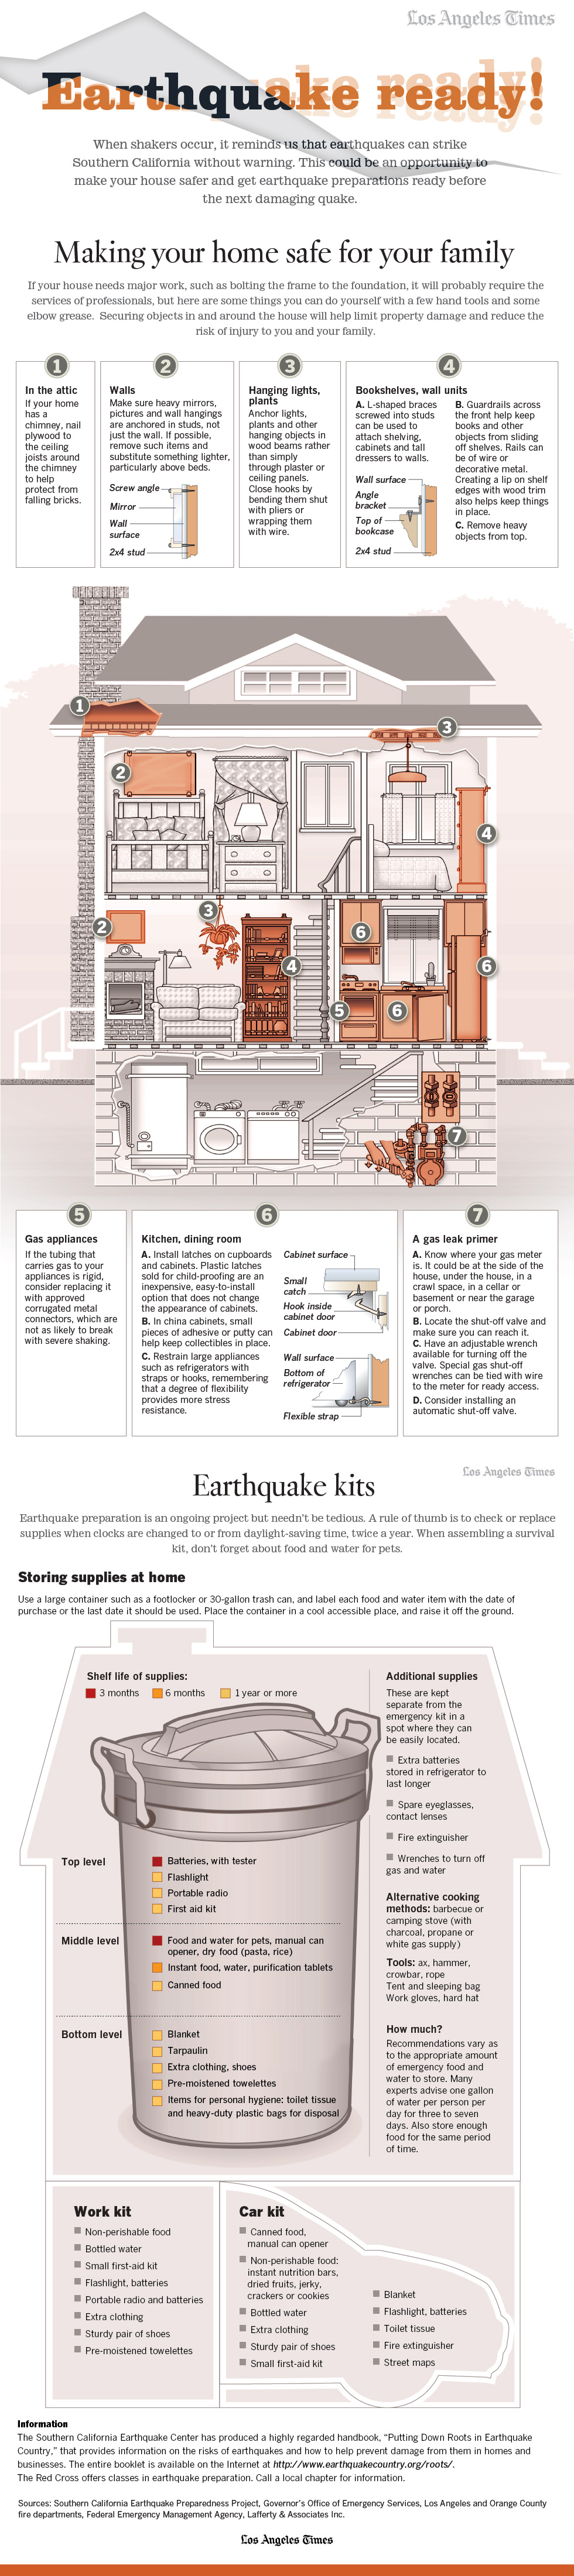 Los Angeles Times
Earthquake ready!
When shakers occur, it reminds us that earthquakes can strike
Southern California without warning. This could be an opportunity to
make your house safer and get earthquake preparations ready before
the next damaging quake.
Making your home safe for your family
If your house needs major work, such as bolting the frame to the foundation, it will probably require the
services of professionals, but here are some things you can do yourself with a few hand tools and some
elbow grease. Securing objects in and around the house will help limit property damage and reduce the
risk of injury to you and your family.
1
In the attic
If your home
has a
chimney, nail
plywood to
the ceiling
joists around
the chimney
to help
protect from
falling bricks.
2
Walls
Make sure heavy mirrors,
pictures and wall hangings
are anchored in studs, not
just the wall. If possible,
remove such items and
substitute something lighter,
particularly above beds.
Screw angle
Mirror
Wall
surface
2x4 stud
3
Hanging lights,
plants
Anchor lights,
plants and other
hanging objects in
wood beams rather
than simply
through plaster or
ceiling panels.
Close hooks by
bending them shut
with pliers or
wrapping them
with wire.
4
Bookshelves, wall units
A. L-shaped braces
screwed into studs
can be used to
attach shelving,
cabinets and tall
dressers to walls.
Wall surface
Angle
bracket
Top of
bookcase
2x4 stud
B. Guardrails across
the front help keep
books and other
objects from sliding
off shelves. Rails can
be of wire or
decorative metal.
Creating a lip on shelf
edges with wood trim
also helps keep things
in place.
C. Remove heavy
objects from top.
1
3
2
4
3
2
6
4
6
5
6
7
5
Gas appliances
If the tubing that
carries gas to your
appliances is rigid,
consider replacing it
with approved
corrugated metal
connectors, which are
not as likely to break
with severe shaking.
6
Kitchen, dining room
A. Install latches on cupboards
and cabinets. Plastic latches
sold for child-proofing are an
inexpensive, easy-to-install
option that does not change
the appearance of cabinets.
B. In china cabinets, small
pieces of adhesive or putty can
help keep collectibles in place.
C. Restrain large appliances
such as refrigerators with
straps or hooks, remembering
that a degree of flexibility
provides more stress
resistance.
Cabinet surface
Small
catch
Hook inside
cabinet door
Cabinet door
Wall surface
Bottom of
refrigerator
Flexible strap
7
A gas leak primer
A. Know where your gas meter
is. It could be at the side of the
house, under the house, in a
crawl space, in a cellar or
basement or near the garage
or porch.
B. Locate the shut-off valve and
make sure you can reach it.
C. Have an adjustable wrench
available for turning off the
valve. Special gas shut-off
wrenches can be tied with wire
to the meter for ready access.
D. Consider installing an
automatic shut-off valve.
Los Angeles Times
Earthquake kits
Earthquake preparation is an ongoing project but needn't be tedious. A rule of thumb is to check or replace
supplies when clocks are changed to or from daylight-saving time, twice a year. When assembling a survival
kit, don't forget about food and water for pets.
Storing supplies at home
Use a large container such as a footlocker or 30-gallon trash can, and label each food and water item with the date of
purchase or the last date it should be used. Place the container in a cool accessible place, and raise it off the ground.
Shelf life of supplies:
3 months 6 months 1 year or more
Top level
Batteries, with tester
Flashlight
Portable radio
First aid kit
Middle level
Food and water for pets, manual can
opener, dry food (pasta, rice)
Instant food, water, purification tablets
Canned food
Bottom level
Blanket
Tarpaulin
Extra clothing, shoes
Pre-moistened towelettes
Items for personal hygiene: toilet tissue
and heavy-duty plastic bags for disposal
Additional supplies
These are kept
separate from the
emergency kit in a
spot where they can
be easily located.
Extra batteries
stored in refrigerator to
last longer
Spare eyeglasses,
contact lenses
Fire extinguisher
Wrenches to turn off
gas and water
Alternative cooking
methods: barbecue or
camping stove (with
charcoal, propane or
white gas supply)
Tools: ax, hammer,
crowbar, rope
Tent and sleeping bag
Work gloves, hard hat
How much?
Recommendations vary as
to the appropriate amount
of emergency food and
water to store. Many
experts advise one gallon
of water per person per
day for three to seven
days. Also store enough
food for the same period
of time.
Work kit
Non-perishable food
Bottled water
Small first-aid kit
Flashlight, batteries
Portable radio and batteries
Extra clothing
Sturdy pair of shoes
Pre-moistened towelettes
Car kit
Canned food,
manual can opener
Non-perishable food:
instant nutrition bars,
dried fruits, jerky,
crackers or cookies
Bottled water
Extra clothing
Sturdy pair of shoes
Small first-aid kit
Blanket
Flashlight, batteries
Toilet tissue
Fire extinguisher
Street maps
Information
The Southern California Earthquake Center has produced a highly regarded handbook, "Putting Down Roots in Earthquake
Country," that provides information on the risks of earthquakes and how to help prevent damage from them in homes and
businesses. The entire booklet is available on the Internet at http://www.earthquakecountry.org/roots/.
The Red Cross offers classes in earthquake preparation. Call a local chapter for information.
Sources: Southern California Earthquake Preparedness Project, Governor's Office of Emergency Services, Los Angeles and Orange County
fire departments, Federal Emergency Management Agency, Lafferty & Associates Inc.
Los Angeles Times